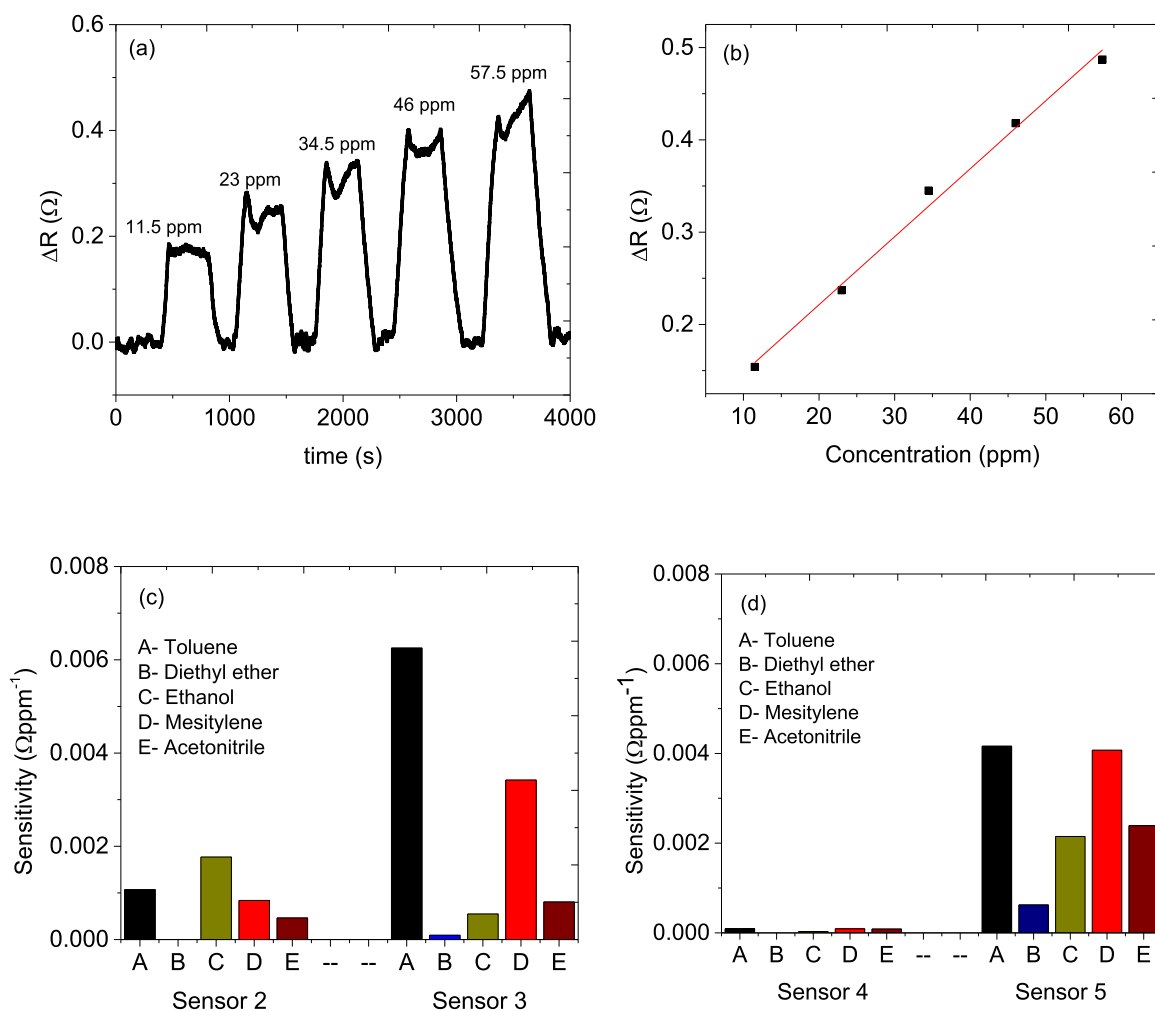 (a)
0.6
0.4
0.2
0.0
ΔR (Ω)
11.5 ppm
23 ppm
34.5 ppm
46 ppm
57.5 ppm
0 1000 2000 3000 4000
time (s)
(b)
0.5
0.4
0.3
0.2
ΔR (Ω)
10 20 30 40 50 60
Concentration (ppm)
(c)
0.008
0.006
0.004
0.002
0.000
Sensitivity (Ωppm⁻¹)
A- Toluene
B- Diethyl ether
C- Ethanol
D- Mesitylene
E- Acetonitrile
A B C D E -- -- A B C D E
Sensor 2 Sensor 3
(d)
0.008
0.006
0.004
0.002
0.000
Sensitivity (Ωppm⁻¹)
A- Toluene
B- Diethyl ether
C- Ethanol
D- Mesitylene
E- Acetonitrile
A B C D E -- -- A B C D E
Sensor 4 Sensor 5